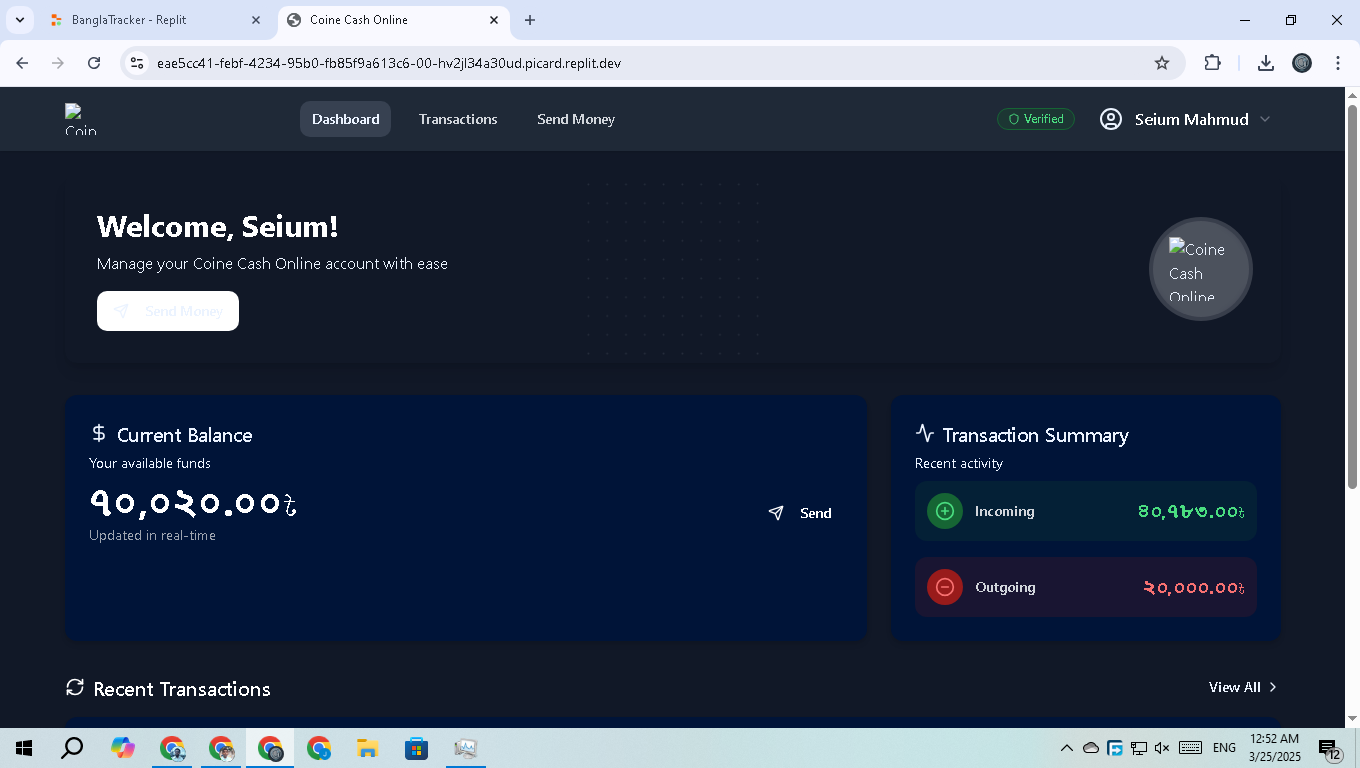 BanglaTracker - Replit
Coine Cash Online
eae5cc41-febf-4234-95b0-fb85f9a613c6-00-hv2jl34a30ud.picard.replit.dev
Coin
Dashboard
Transactions
Send Money
Verified
Seium Mahmud
Welcome, Seium!
Manage your Coine Cash Online account with ease
Send Money
Coine
Cash
Online
Current Balance
Your available funds
৭০,০২০.০০৳
Updated in real-time
Send
Transaction Summary
Recent activity
Incoming
৪০,৭৮৩.০০৳
Outgoing
২০,০০০.০০৳
Recent Transactions
View All
ENG
12:52 AM
3/25/2025
12